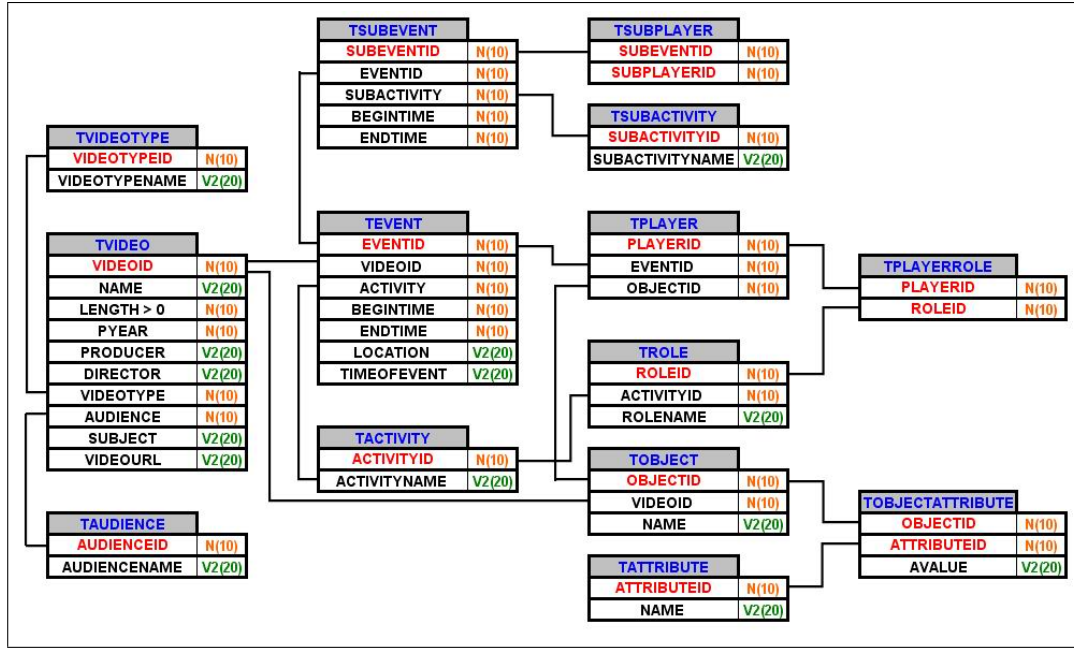 TSUBEVENT
SUBEVENTID N(10)
EVENTID N(10)
SUBACTIVITY N(10)
BEGINTIME N(10)
ENDTIME N(10)
TSUBPLAYER
SUBEVENTID N(10)
SUBPLAYERID N(10)
TSUBACTIVITY
SUBACTIVITYID N(10)
SUBACTIVITYNAME V2(20)
TVIDEOTYPE
VIDEOTYPEID N(10)
VIDEOTYPENAME V2(20)
TVIDEO
VIDEOID N(10)
NAME V2(20)
LENGTH > 0 N(10)
PYEAR N(10)
PRODUCER V2(20)
DIRECTOR V2(20)
VIDEOTYPE N(10)
AUDIENCE N(10)
SUBJECT V2(20)
VIDEOURL V2(20)
TAUDIENCE
AUDIENCEID N(10)
AUDIENCENAME V2(20)
TEVENT
EVENTID N(10)
VIDEOID N(10)
ACTIVITY N(10)
BEGINTIME N(10)
ENDTIME N(10)
LOCATION V2(20)
TIMEOFEVENT V2(20)
TACTIVITY
ACTIVITYID N(10)
ACTIVITYNAME V2(20)
TPLAYER
PLAYERID N(10)
EVENTID N(10)
OBJECTID N(10)
TROLE
ROLEID N(10)
ACTIVITYID N(10)
ROLENAME V2(20)
TOBJECT
OBJECTID N(10)
VIDEOID N(10)
NAME V2(20)
TATTRIBUTE
ATTRIBUTEID N(10)
NAME V2(20)
TPLAYERROLE
PLAYERID N(10)
ROLEID N(10)
TOBJECTATTRIBUTE
OBJECTID N(10)
ATTRIBUTEID N(10)
AVALUE V2(20)